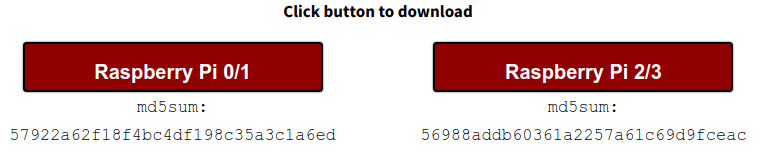 Click button to download
Raspberry Pi 0/1
md5sum:
57922a62f18f4bc4df198c35a3c1a6ed
Raspberry Pi 2/3
md5sum:
56988addb60361a2257a61c69d9fceac